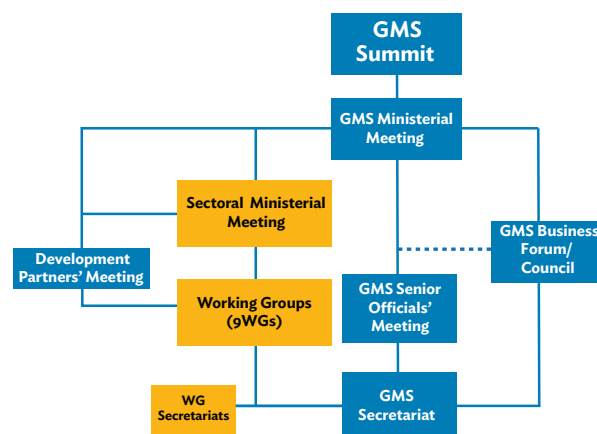 GMS
Summit
GMS Ministerial
Meeting
Sectoral Ministerial
Meeting
GMS Business
Forum/
Council
Development
Partners' Meeting
Working Groups
(9WGs)
GMS Senior
Officials'
Meeting
WG
Secretariats
GMS
Secretariat